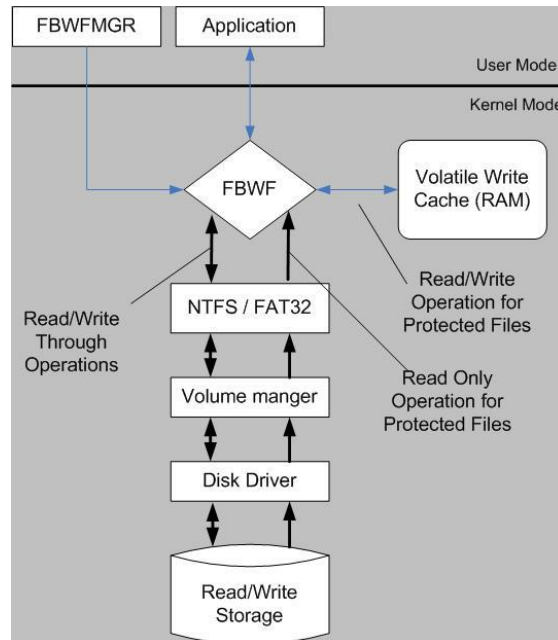 FBWFMGR
Application
User Mode
Kernel Mode
FBWF
Volatile Write
Cache (RAM)
Read/Write
Operation for
Protected Files
NTFS / FAT32
Read/Write
Through
Operations
Read Only
Operation for
Protected Files
Volume manger
Disk Driver
Read/Write
Storage